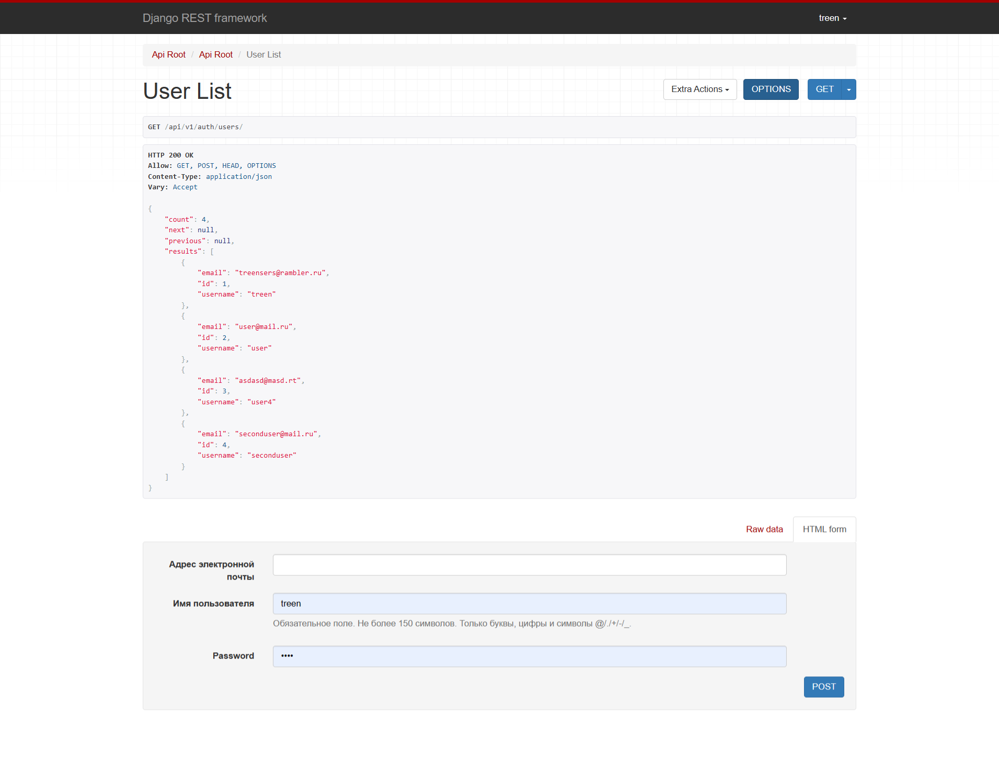 Django REST framework
treen
Api Root / Api Root / User List
User List
Extra Actions
OPTIONS
GET
GET /api/v1/auth/users/
HTTP 200 OK
Allow: GET, POST, HEAD, OPTIONS
Content-Type: application/json
Vary: Accept
{
    "count": 4,
    "next": null,
    "previous": null,
    "results": [
        {
            "email": "treensers@rambler.ru",
            "id": 1,
            "username": "treen"
        },
        {
            "email": "user@mail.ru",
            "id": 2,
            "username": "user"
        },
        {
            "email": "asdasd@masd.rt",
            "id": 3,
            "username": "user4"
        },
        {
            "email": "seconduser@mail.ru",
            "id": 4,
            "username": "seconduser"
        }
    ]
}
Raw data
HTML form
Адрес электронной
почты
Имя пользователя
treen
Обязательное поле. Не более 150 символов. Только буквы, цифры и символы @/./+/-/_.
Password
••••
POST